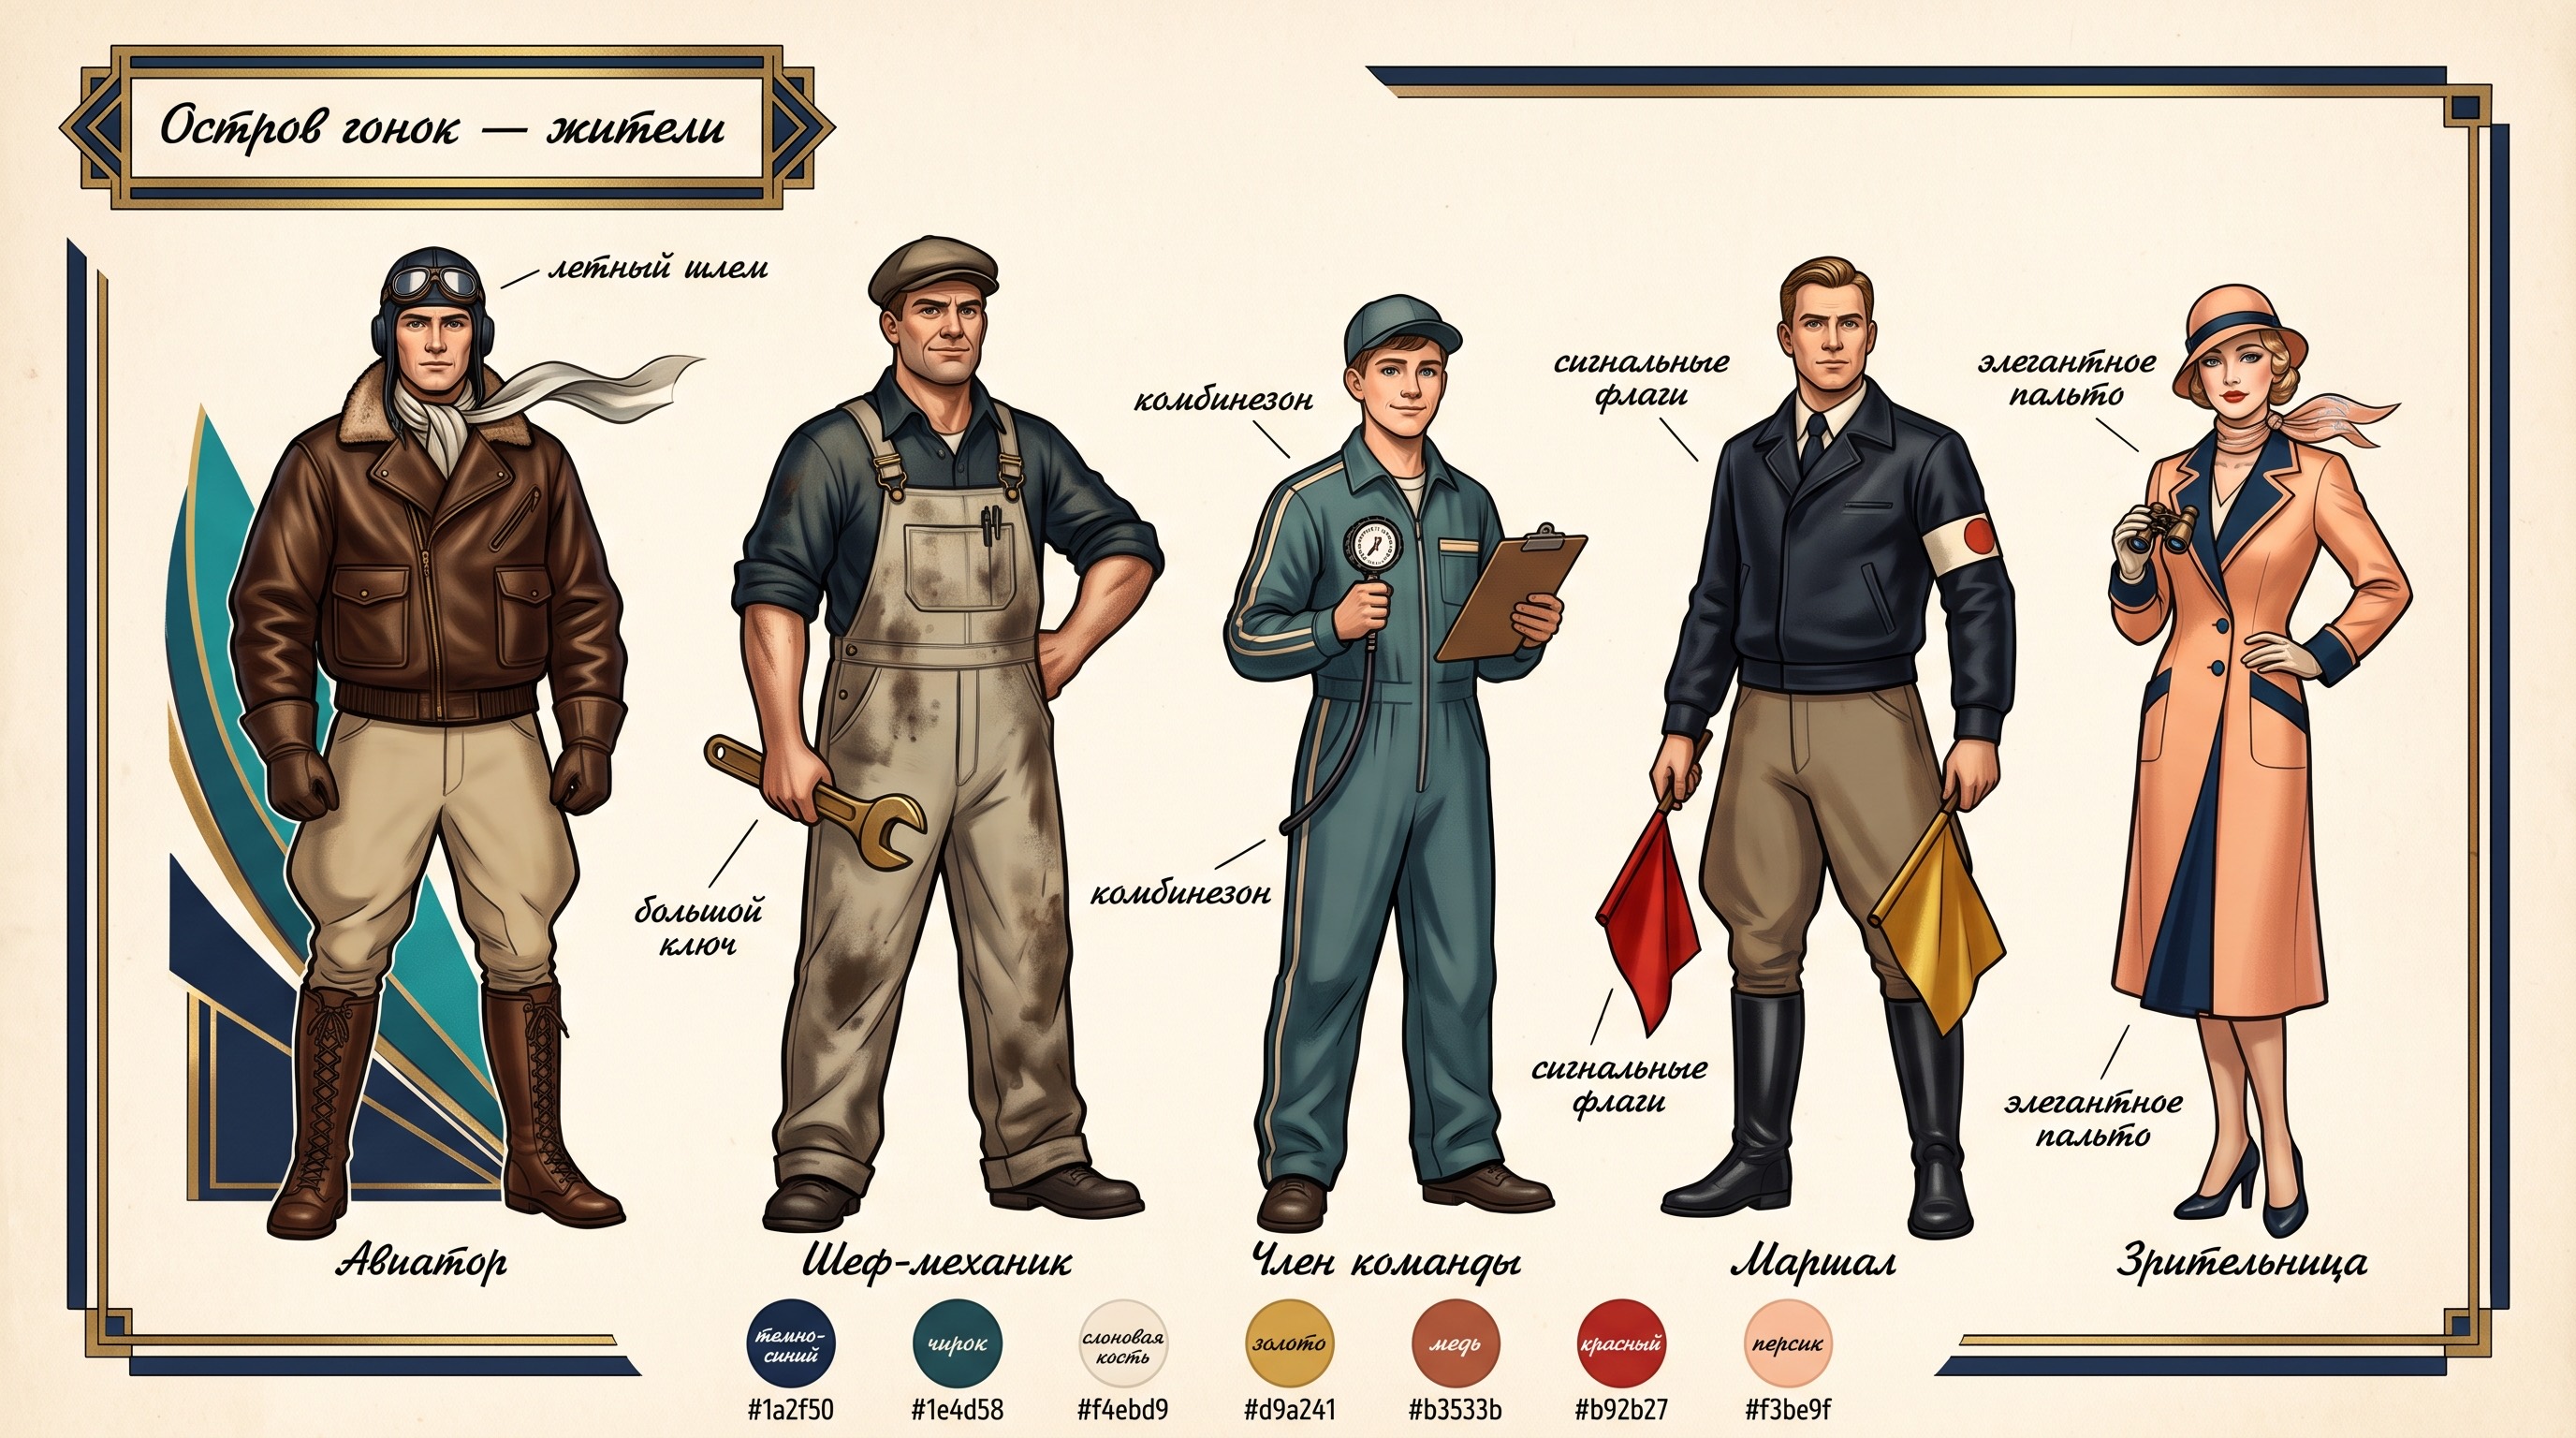 Остров гонок — жители
летный шлем
комбинезон
сигнальные
флаги
элегантное
пальто
большой
ключ
комбинезон
сигнальные
флаги
элегантное
пальто
Авиатор
Шеф-механик
Член команды
Маршал
Зрительница
темно-
синий
чирок
слоновая
кость
золото
медь
красный
персик
#1a2f50
#1e4d58
#f4ebd9
#d9a241
#b3533b
#b92b27
#f3be9f